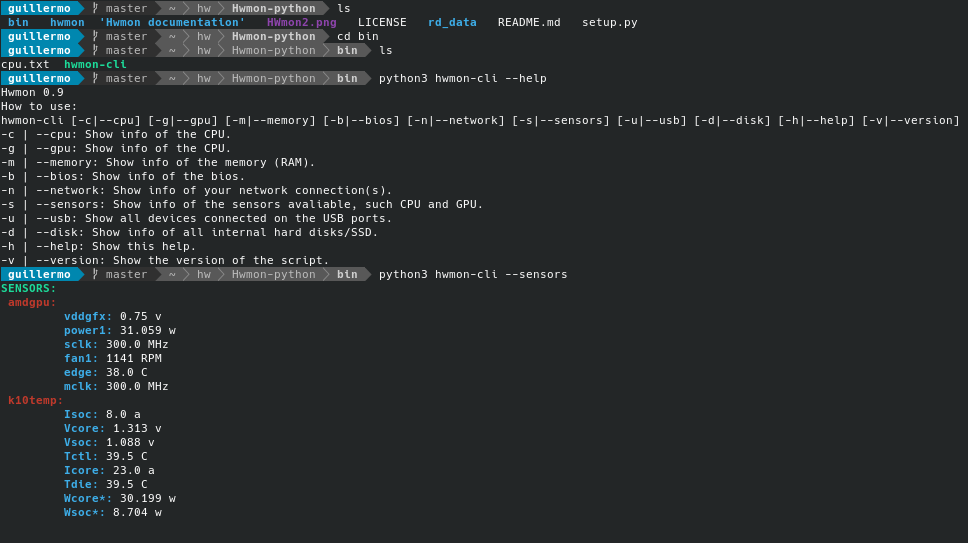 guillermo master ~ hw Hwmon-python ls
bin hwmon 'Hwmon documentation' HWmon2.png LICENSE rd_data README.md setup.py
guillermo master ~ hw Hwmon-python cd bin
guillermo master ~ hw Hwmon-python bin ls
cpu.txt hwmon-cli
guillermo master ~ hw Hwmon-python bin python3 hwmon-cli --help
Hwmon 0.9
How to use:
hwmon-cli [-c|--cpu] [-g|--gpu] [-m|--memory] [-b|--bios] [-n|--network] [-s|--sensors] [-u|--usb] [-d|--disk] [-h|--help] [-v|--version]
-c | --cpu: Show info of the CPU.
-g | --gpu: Show info of the CPU.
-m | --memory: Show info of the memory (RAM).
-b | --bios: Show info of the bios.
-n | --network: Show info of your network connection(s).
-s | --sensors: Show info of the sensors avaliable, such CPU and GPU.
-u | --usb: Show all devices connected on the USB ports.
-d | --disk: Show info of all internal hard disks/SSD.
-h | --help: Show this help.
-v | --version: Show the version of the script.
guillermo master ~ hw Hwmon-python bin python3 hwmon-cli --sensors
SENSORS:
amdgpu:
vddgfx: 0.75 v
power1: 31.059 w
sclk: 300.0 MHz
fan1: 1141 RPM
edge: 38.0 C
mclk: 300.0 MHz
k10temp:
Isoc: 8.0 a
Vcore: 1.313 v
Vsoc: 1.088 v
Tctl: 39.5 C
Icore: 23.0 a
Tdie: 39.5 C
Wcore*: 30.199 w
Wsoc*: 8.704 w